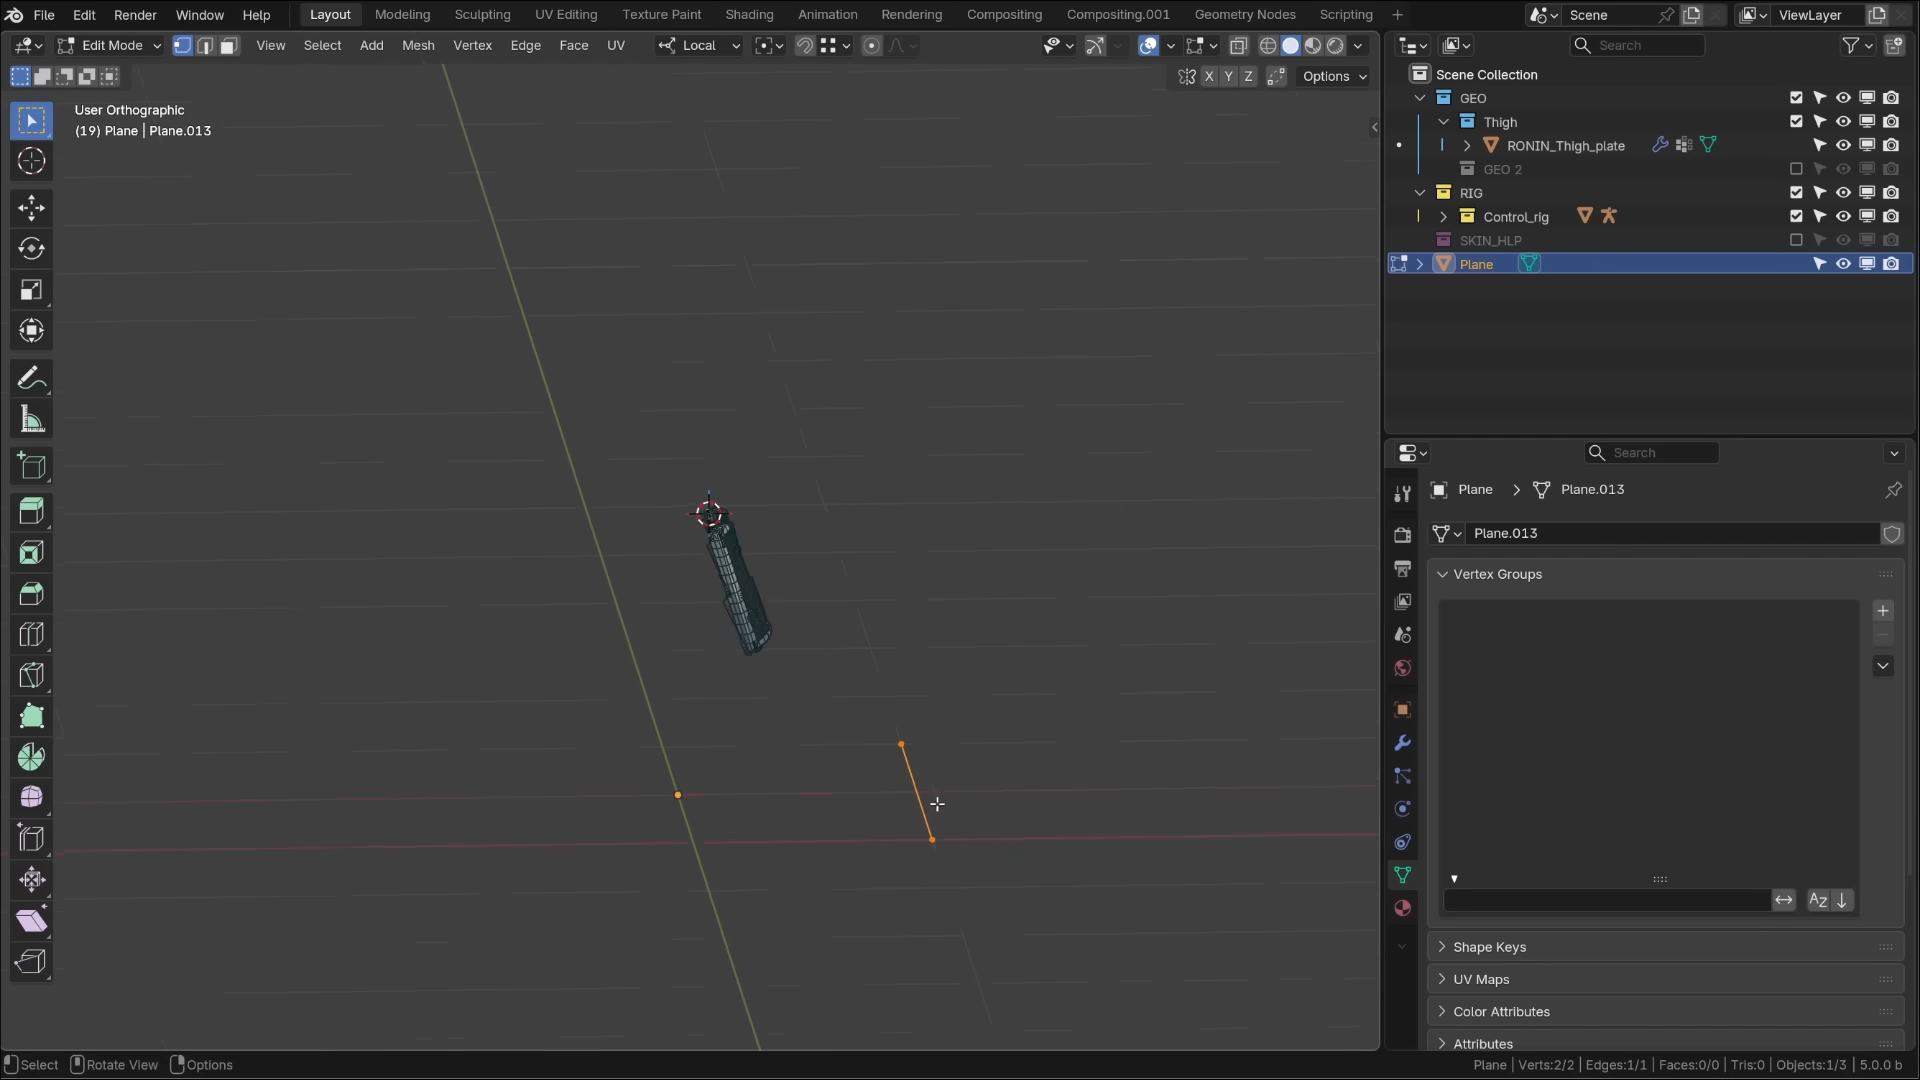 File Edit Render Window Help Layout Modeling Sculpting UV Editing Texture Paint Shading Animation Rendering Compositing Compositing.001 Geometry Nodes Scripting + Scene ViewLayer
Edit Mode View Select Add Mesh Vertex Edge Face UV Local Search
X Y Z Options
User Orthographic
(19) Plane | Plane.013
Scene Collection
GEO
Thigh
RONIN_Thigh_plate
GEO 2
RIG
Control_rig
SKIN_HLP
Plane
Search
Plane > Plane.013
Plane.013
Vertex Groups
Shape Keys
UV Maps
Color Attributes
Attributes
Select Rotate View Options Plane | Verts:2/2 | Edges:1/1 | Faces:0/0 | Tris:0 | Objects:1/3 | 5.0.0 b